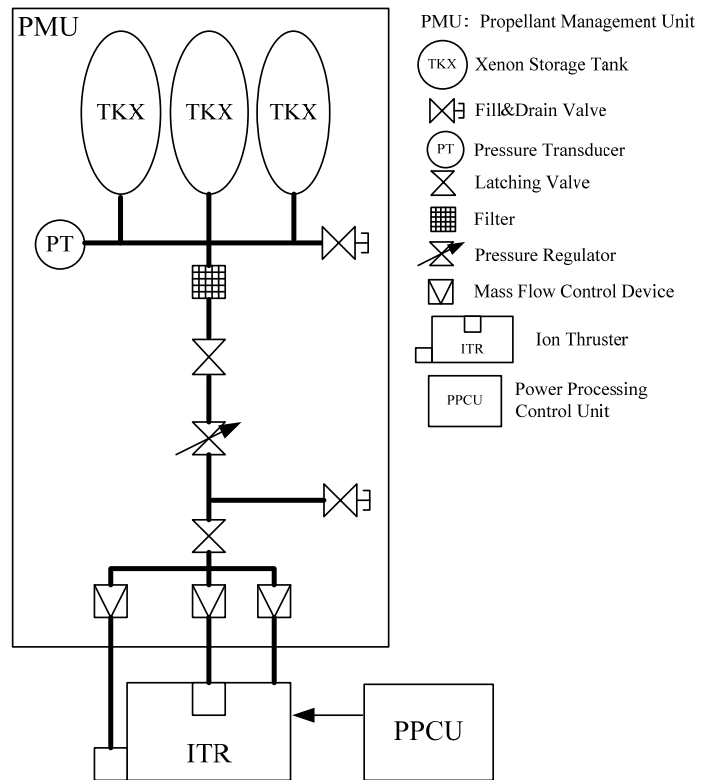 PMU
TKX
TKX
TKX
PT
ITR
PPCU
PMU: Propellant Management Unit
TKX Xenon Storage Tank
Fill&Drain Valve
PT Pressure Transducer
Latching Valve
Filter
Pressure Regulator
Mass Flow Control Device
ITR Ion Thruster
PPCU Power Processing
Control Unit